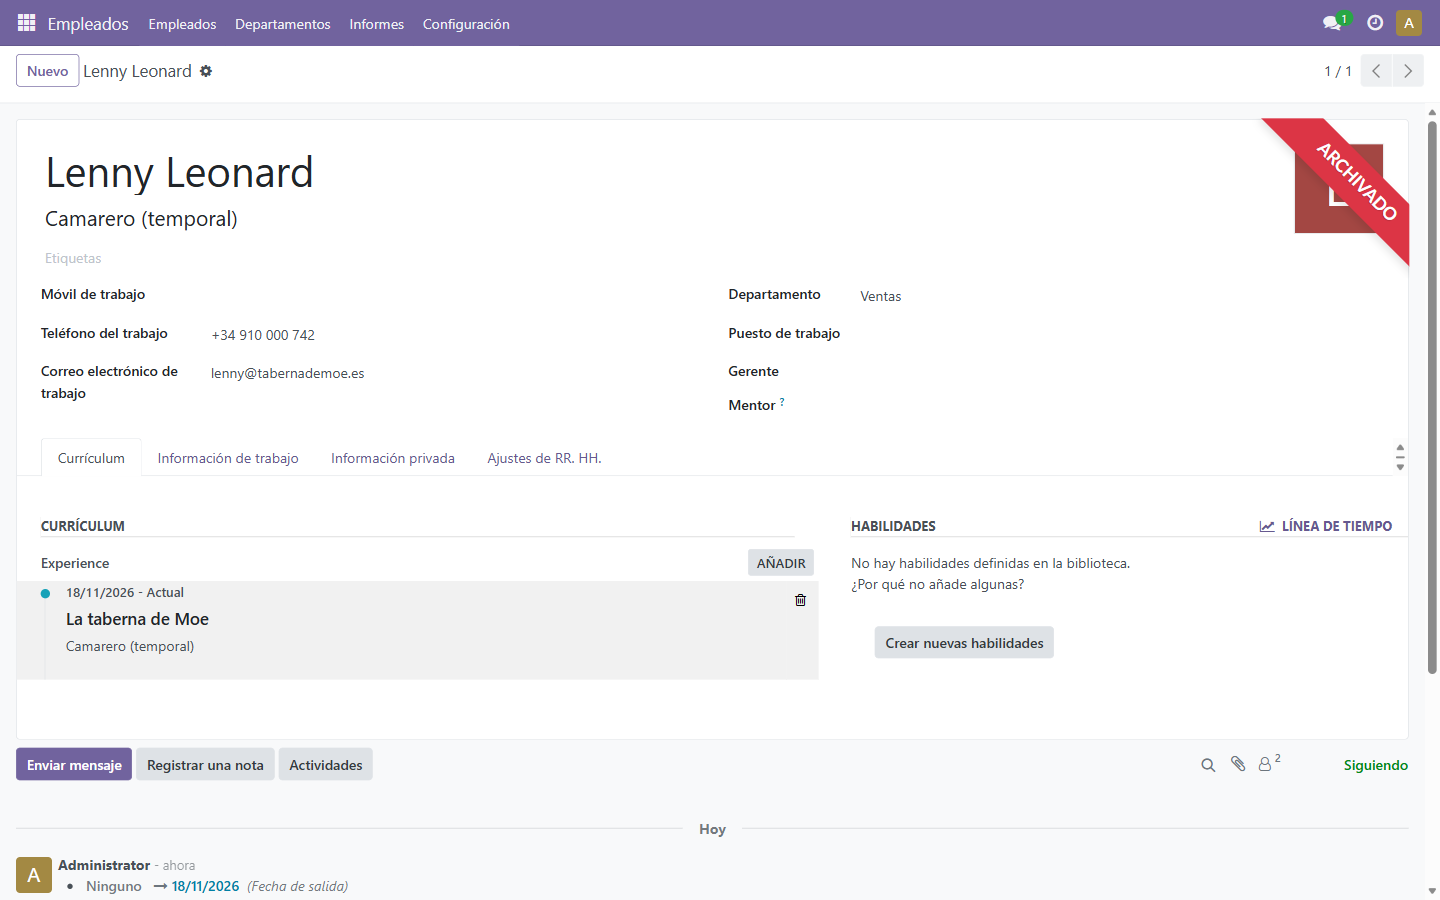 Empleados Empleados Departamentos Informes Configuración 1 A
Nuevo Lenny Leonard 1 / 1
ARCHIVADO
Lenny Leonard
Camarero (temporal)
Etiquetas
Móvil de trabajo
Departamento Ventas
Teléfono del trabajo +34 910 000 742
Puesto de trabajo
Correo electrónico de trabajo lenny@tabernademoe.es
Gerente
Mentor ?
Currículum Información de trabajo Información privada Ajustes de RR. HH.
CURRÍCULUM
HABILIDADES LÍNEA DE TIEMPO
Experience AÑADIR
No hay habilidades definidas en la biblioteca.
¿Por qué no añade algunas?
18/11/2026 - Actual
La taberna de Moe
Camarero (temporal)
Crear nuevas habilidades
Enviar mensaje Registrar una nota Actividades 2 Siguiendo
Hoy
A Administrator - ahora
• Ninguno → 18/11/2026 (Fecha de salida)